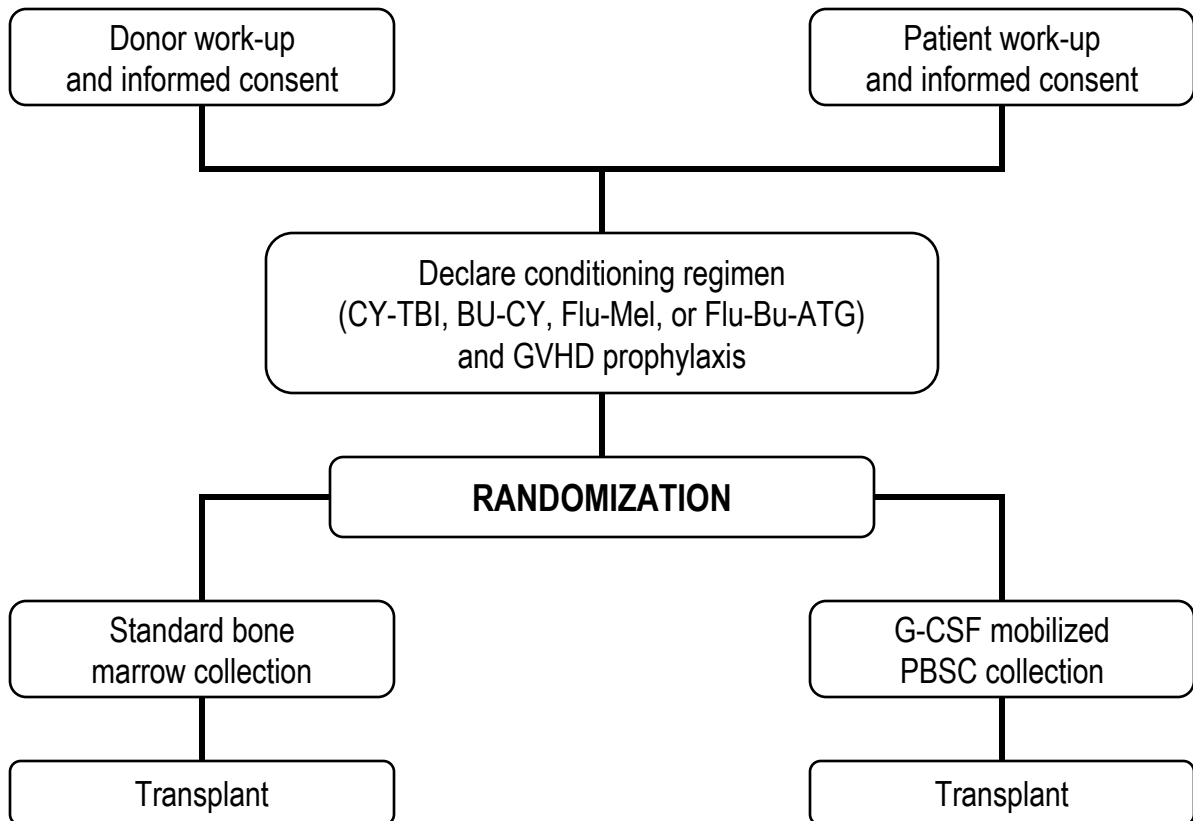 Donor work-up
and informed consent
Patient work-up
and informed consent
Declare conditioning regimen
(CY-TBI, BU-CY, Flu-Mel, or Flu-Bu-ATG)
and GVHD prophylaxis
RANDOMIZATION
Standard bone
marrow collection
G-CSF mobilized
PBSC collection
Transplant
Transplant